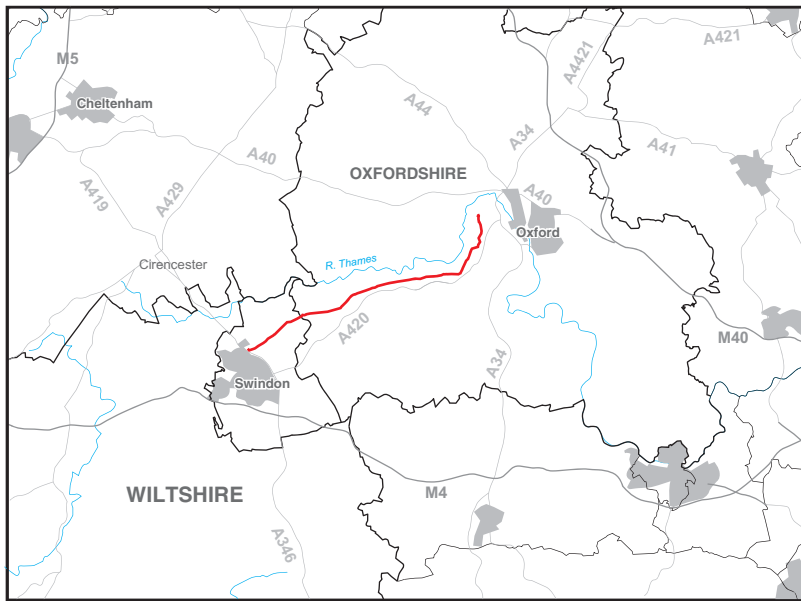 A421
M5
A4421
Cheltenham
A44
A34
A41
A40
OXFORDSHIRE
A419
A429
A40
Oxford
R. Thames
Cirencester
A420
M40
A34
Swindon
WILTSHIRE
M4
A346